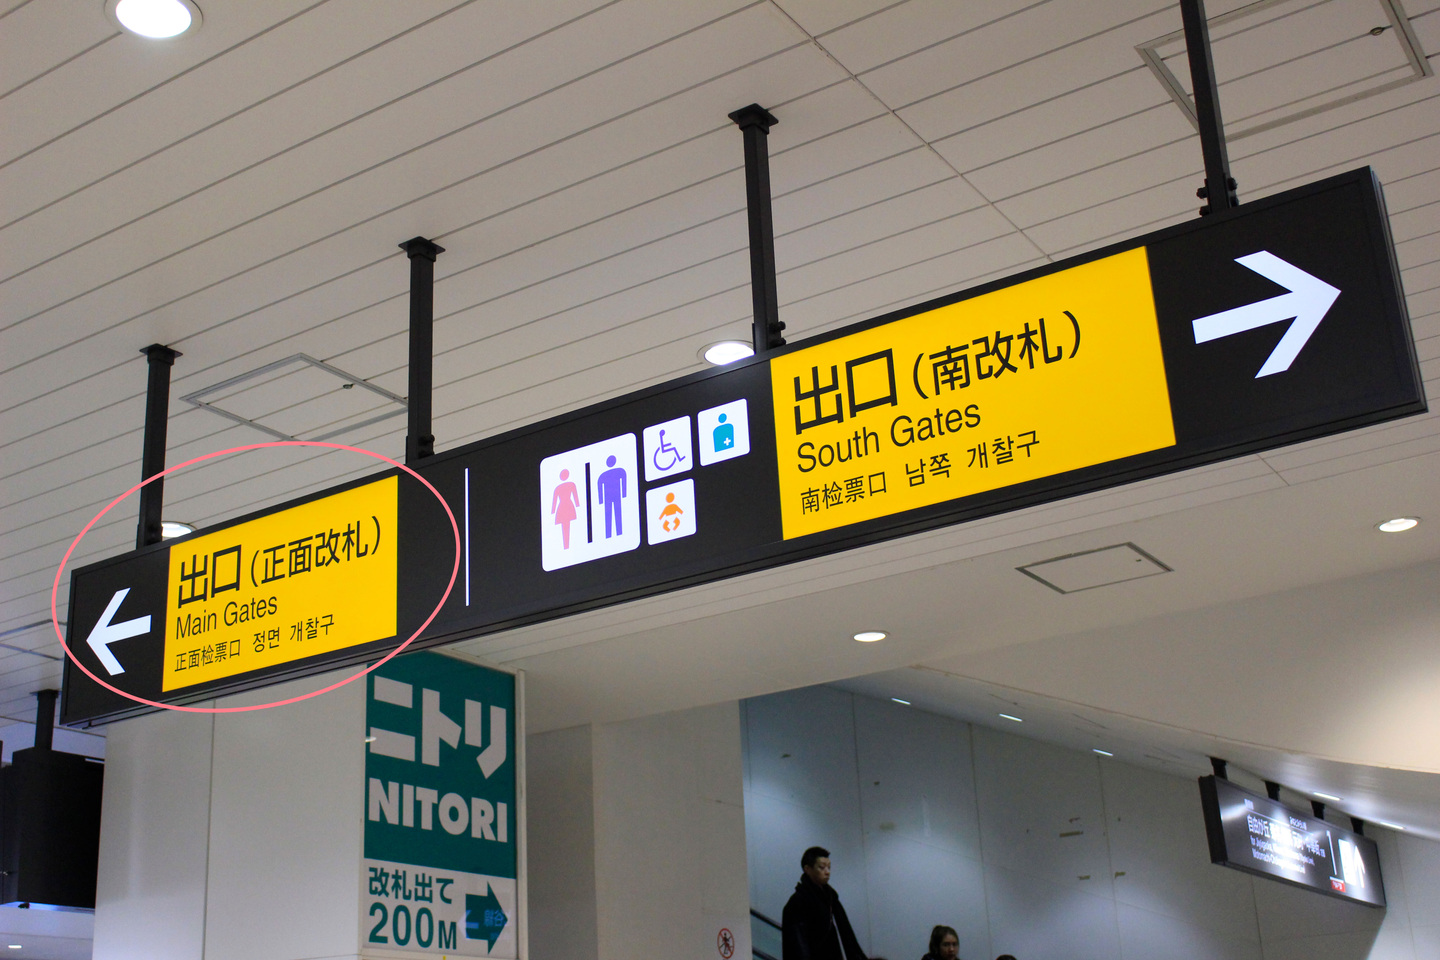 出口(正面改札)
Main Gates
正面检票口 정면 개찰구
出口(南改札)
South Gates
南检票口 남쪽 개찰구
ニトリ
NITORI
改札出て
200M